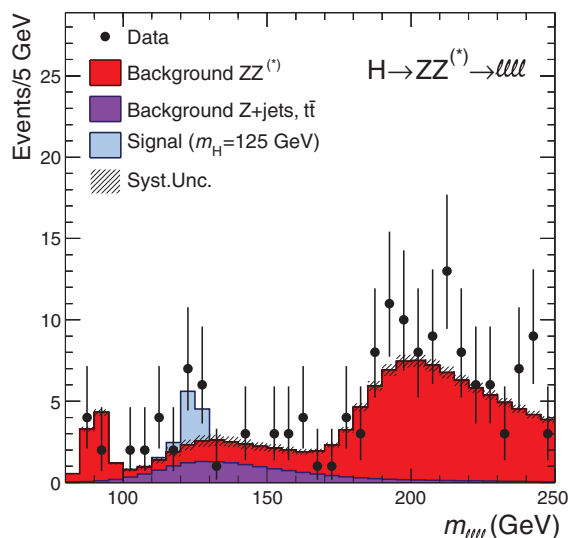 Events/5 GeV
25
20
15
10
5
0
Data
Background ZZ(*)
Background Z+jets, tt̄
Signal (mH=125 GeV)
Syst.Unc.
H→ZZ(*)→ℓℓℓℓ
100 150 200 250
mℓℓℓℓ (GeV)